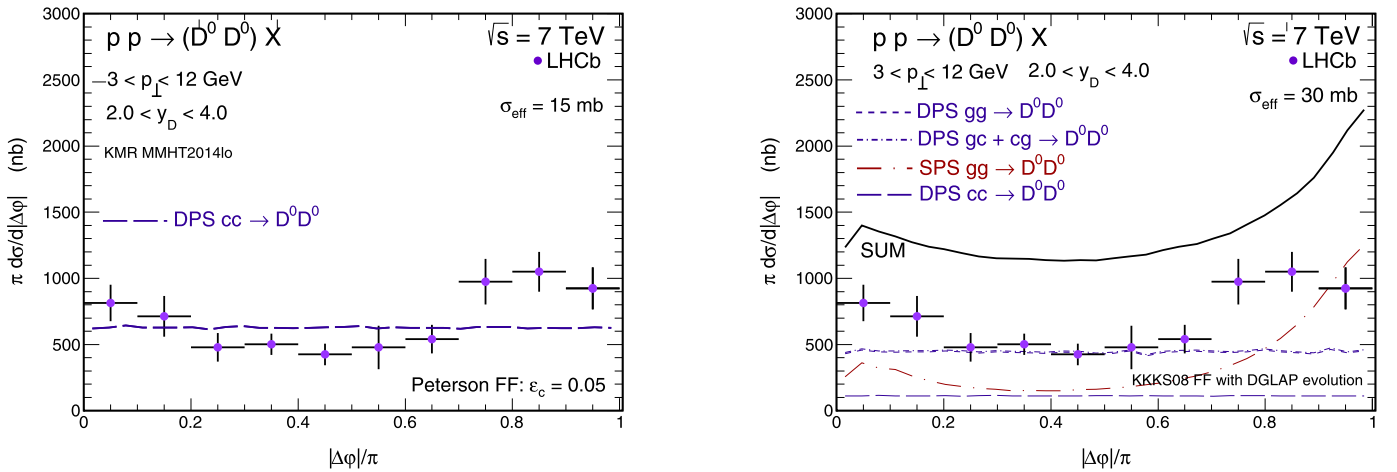 p p → (D⁰ D⁰) X
√s = 7 TeV
LHCb
3 < p⊥ < 12 GeV
2.0 < y_D < 4.0
σ_eff = 15 mb
KMR MMHT2014lo
DPS cc → D⁰D⁰
Peterson FF: ε_c = 0.05
π dσ/d|Δφ| (nb)
3000
2500
2000
1500
1000
500
0
0 0.2 0.4 0.6 0.8 1
|Δφ|/π
p p → (D⁰ D⁰) X
√s = 7 TeV
LHCb
3 < p⊥ < 12 GeV 2.0 < y_D < 4.0
σ_eff = 30 mb
DPS gg → D⁰D⁰
DPS gc + cg → D⁰D⁰
SPS gg → D⁰D⁰
DPS cc → D⁰D⁰
SUM
KKKS08 FF with DGLAP evolution
π dσ/d|Δφ| (nb)
3000
2500
2000
1500
1000
500
0
0 0.2 0.4 0.6 0.8 1
|Δφ|/π